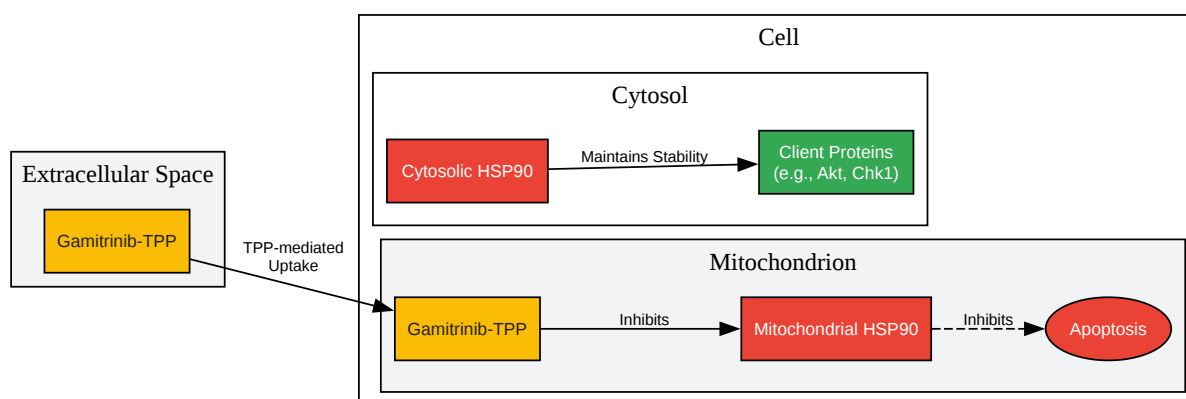 Cell
Cytosol
Cytosolic HSP90
Maintains Stability
Client Proteins
(e.g., Akt, Chk1)
Extracellular Space
Gamitrinib-TPP
TPP-mediated
Uptake
Mitochondrion
Gamitrinib-TPP
Inhibits
Mitochondrial HSP90
Inhibits
Apoptosis